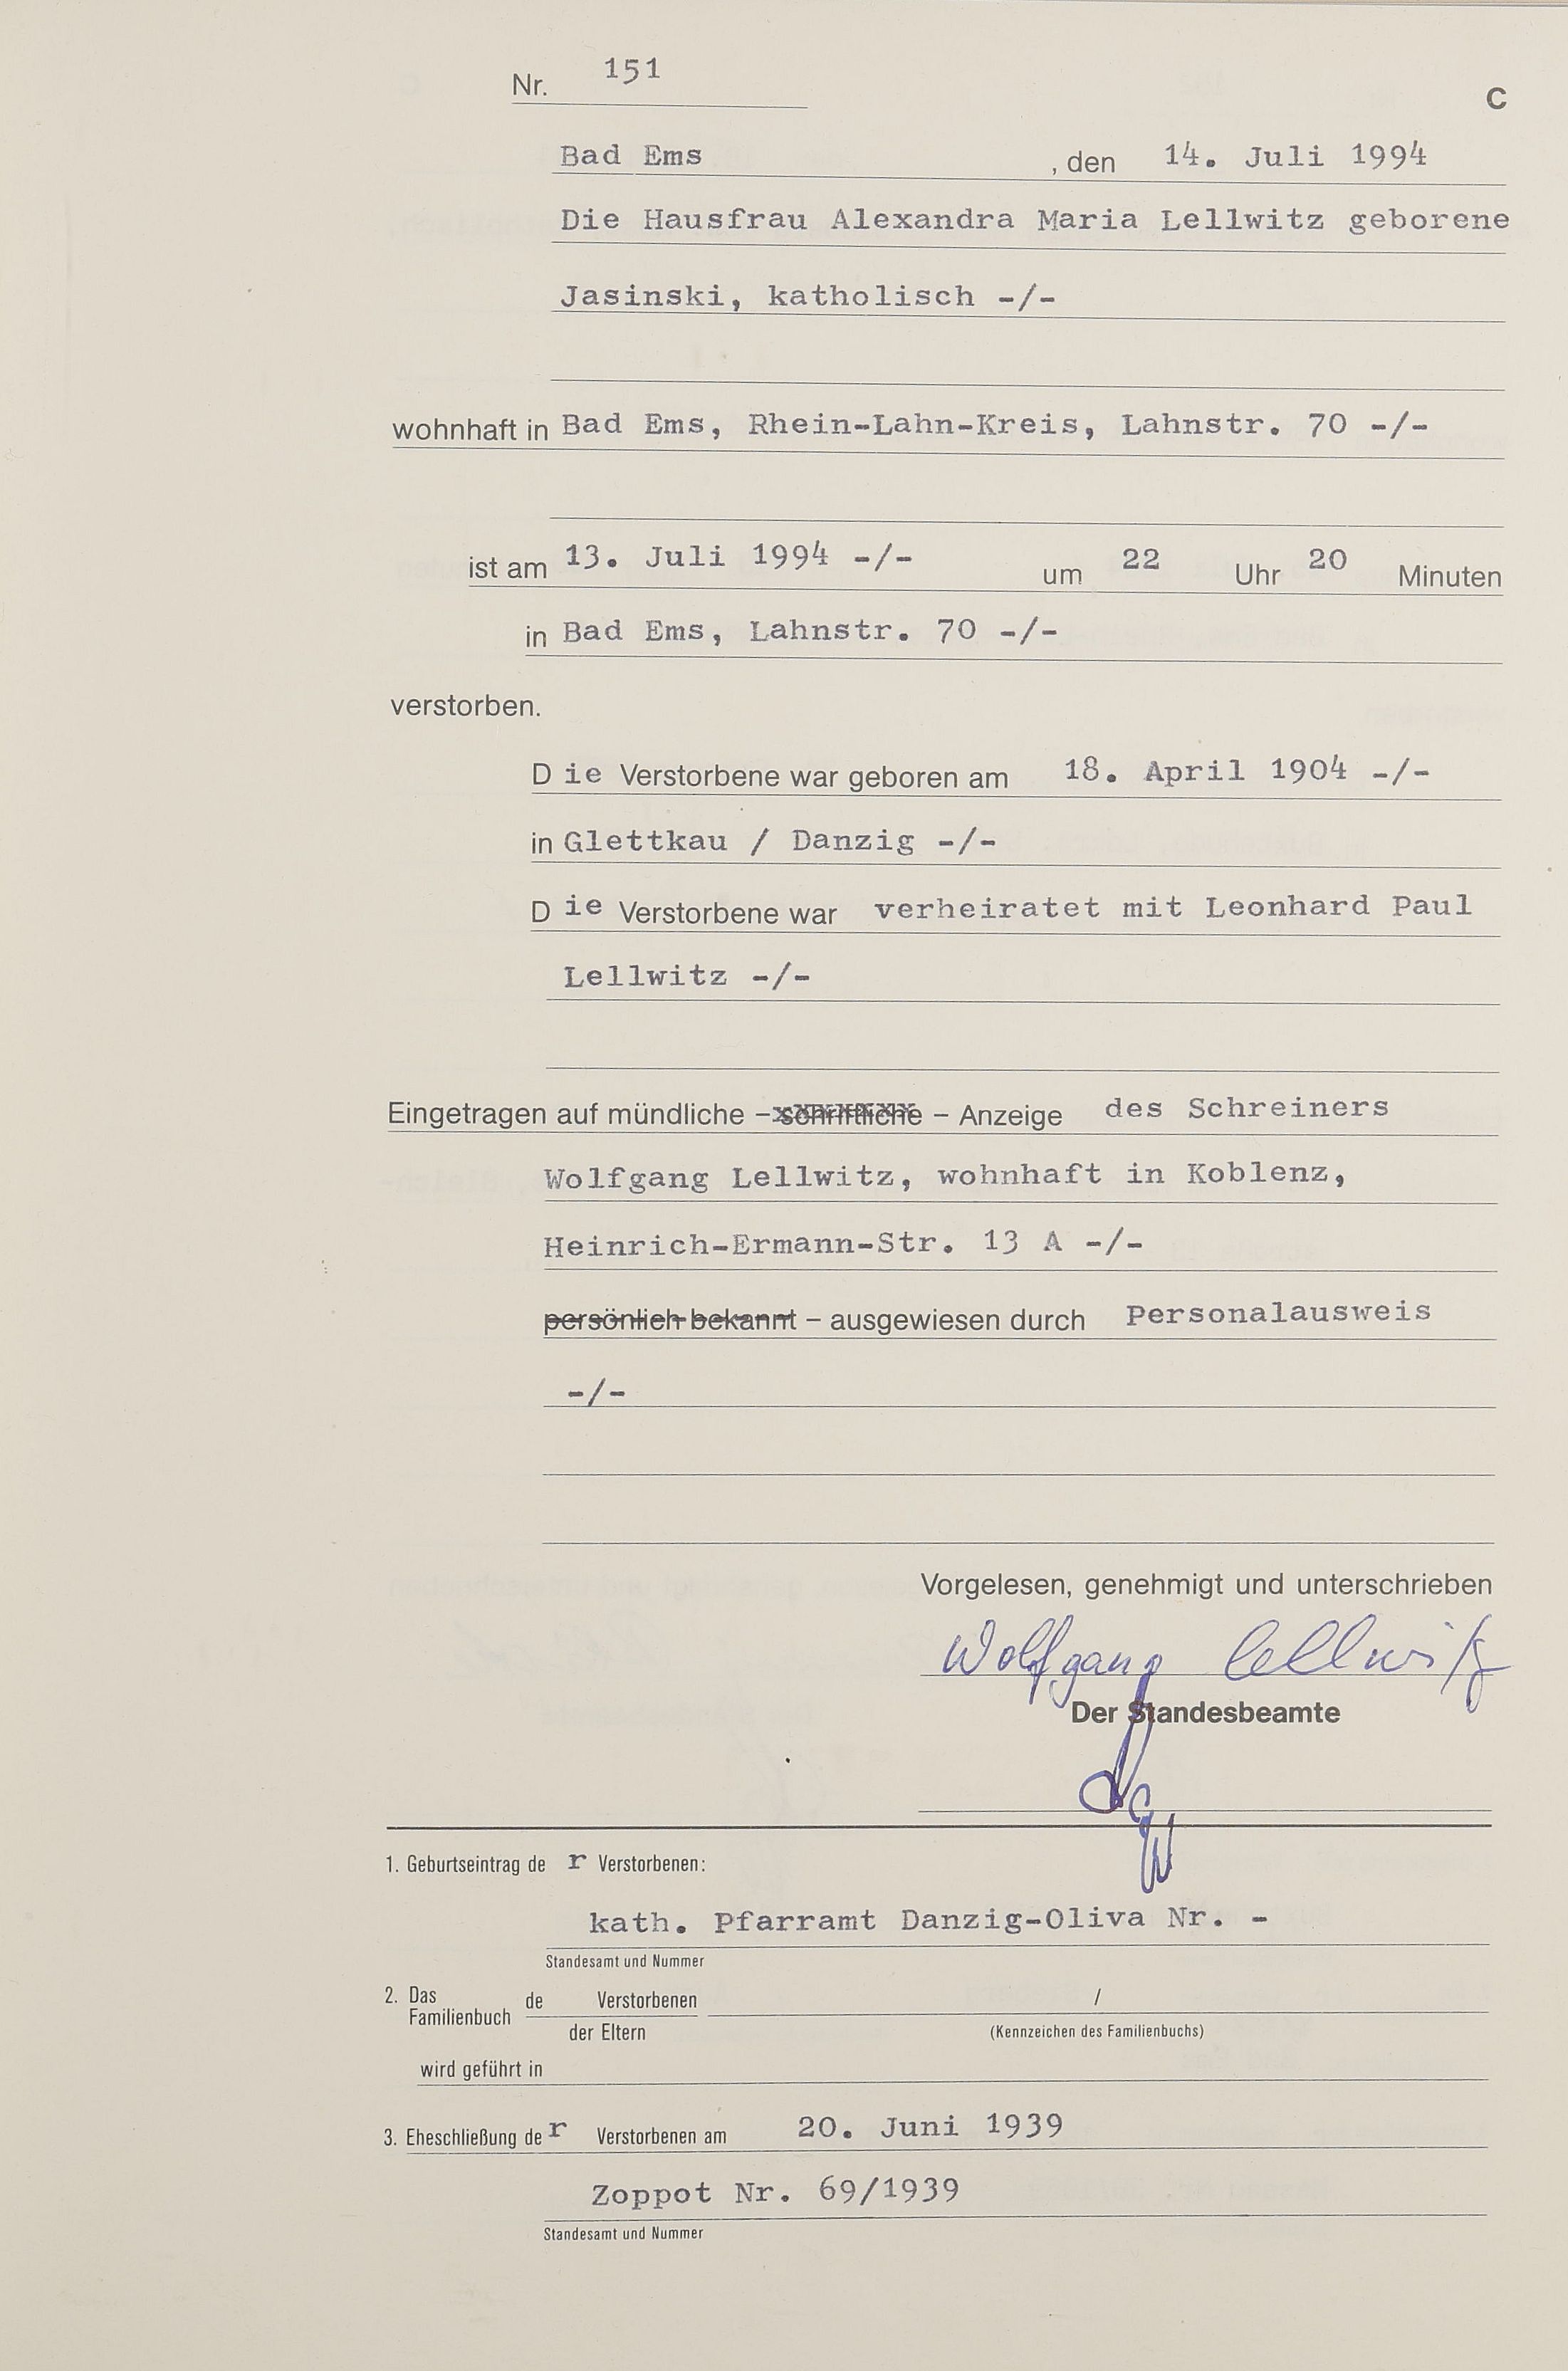 Nr. 151
C
Bad Ems , den 14. Juli 1994
Die Hausfrau Alexandra Maria Lellwitz geborene
Jasinski, katholisch -/-
wohnhaft in Bad Ems, Rhein-Lahn-Kreis, Lahnstr. 70 -/-
ist am 13. Juli 1994 -/- um 22 Uhr 20 Minuten
in Bad Ems, Lahnstr. 70 -/-
verstorben.
Die Verstorbene war geboren am 18. April 1904 -/-
in Glettkau / Danzig -/-
Die Verstorbene war verheiratet mit Leonhard Paul
Lellwitz -/-
Eingetragen auf mündliche – schriftliche – Anzeige des Schreiners
Wolfgang Lellwitz, wohnhaft in Koblenz,
Heinrich-Ermann-Str. 13 A -/-
persönlich bekannt – ausgewiesen durch Personalausweis
-/-
Vorgelesen, genehmigt und unterschrieben
Wolfgang Lellwitz
Der Standesbeamte
1. Geburtseintrag der Verstorbenen:
kath. Pfarramt Danzig-Oliva Nr. -
Standesamt und Nummer
2. Das Familienbuch de Verstorbenen /
der Eltern (Kennzeichen des Familienbuchs)
wird geführt in
3. Eheschließung der Verstorbenen am 20. Juni 1939
Zoppot Nr. 69/1939
Standesamt und Nummer